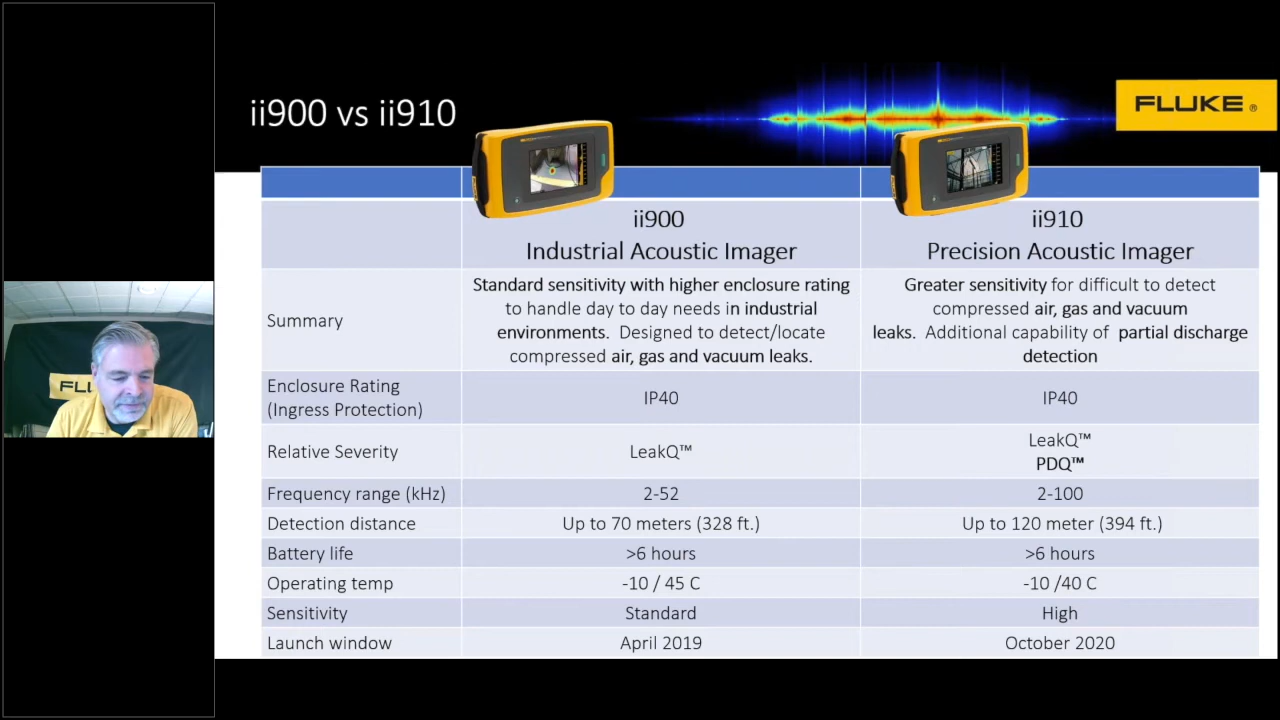 ii900 vs ii910
FLUKE ®
ii900
Industrial Acoustic Imager
ii910
Precision Acoustic Imager
Summary
Standard sensitivity with higher enclosure rating
to handle day to day needs in industrial
environments. Designed to detect/locate
compressed air, gas and vacuum leaks.
Greater sensitivity for difficult to detect
compressed air, gas and vacuum
leaks. Additional capability of partial discharge
detection
Enclosure Rating
(Ingress Protection)
IP40
IP40
Relative Severity
LeakQ™
LeakQ™
PDQ™
Frequency range (kHz)
2-52
2-100
Detection distance
Up to 70 meters (328 ft.)
Up to 120 meter (394 ft.)
Battery life
>6 hours
>6 hours
Operating temp
-10 / 45 C
-10 /40 C
Sensitivity
Standard
High
Launch window
April 2019
October 2020
FLU